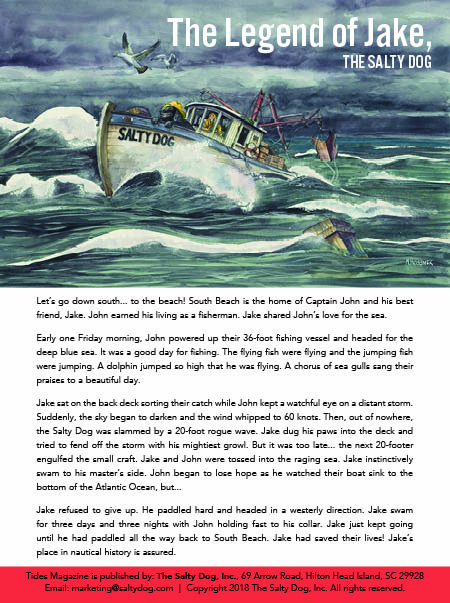 The Legend of Jake,
THE SALTY DOG
SALTY DOG
Let's go down south... to the beach! South Beach is the home of Captain John and his best
friend, Jake. John earned his living as a fisherman. Jake shared John's love for the sea.
Early one Friday morning, John powered up their 36-foot fishing vessel and headed for the
deep blue sea. It was a good day for fishing. The flying fish were flying and the jumping fish
were jumping. A dolphin jumped so high that he was flying. A chorus of sea gulls sang their
praises to a beautiful day.
Jake sat on the back deck sorting their catch while John kept a watchful eye on a distant storm.
Suddenly, the sky began to darken and the wind whipped to 60 knots. Then, out of nowhere,
the Salty Dog was slammed by a 20-foot rogue wave. Jake dug his paws into the deck and
tried to fend off the storm with his mightiest growl. But it was too late... the next 20-footer
engulfed the small craft. Jake and John were tossed into the raging sea. Jake instinctively
swam to his master's side. John began to lose hope as he watched their boat sink to the
bottom of the Atlantic Ocean, but...
Jake refused to give up. He paddled hard and headed in a westerly direction. Jake swam
for three days and three nights with John holding fast to his collar. Jake just kept going
until he had paddled all the way back to South Beach. Jake had saved their lives! Jake's
place in nautical history is assured.
Tides Magazine is published by: The Salty Dog, Inc., 69 Arrow Road, Hilton Head Island, SC 29928
Email: marketing@saltydog.com | Copyright 2018 The Salty Dog, Inc. All rights reserved.